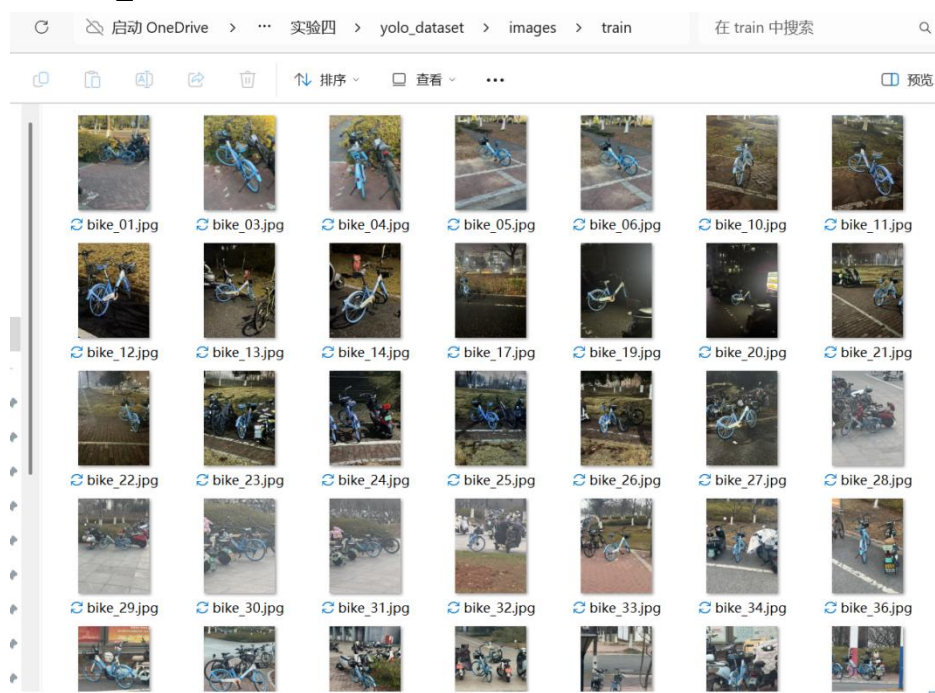 启动 OneDrive > … 实验四 > yolo_dataset > images > train 在 train 中搜索
排序 查看 … 预览
bike_01.jpg bike_03.jpg bike_04.jpg bike_05.jpg bike_06.jpg bike_10.jpg bike_11.jpg
bike_12.jpg bike_13.jpg bike_14.jpg bike_17.jpg bike_19.jpg bike_20.jpg bike_21.jpg
bike_22.jpg bike_23.jpg bike_24.jpg bike_25.jpg bike_26.jpg bike_27.jpg bike_28.jpg
bike_29.jpg bike_30.jpg bike_31.jpg bike_32.jpg bike_33.jpg bike_34.jpg bike_36.jpg